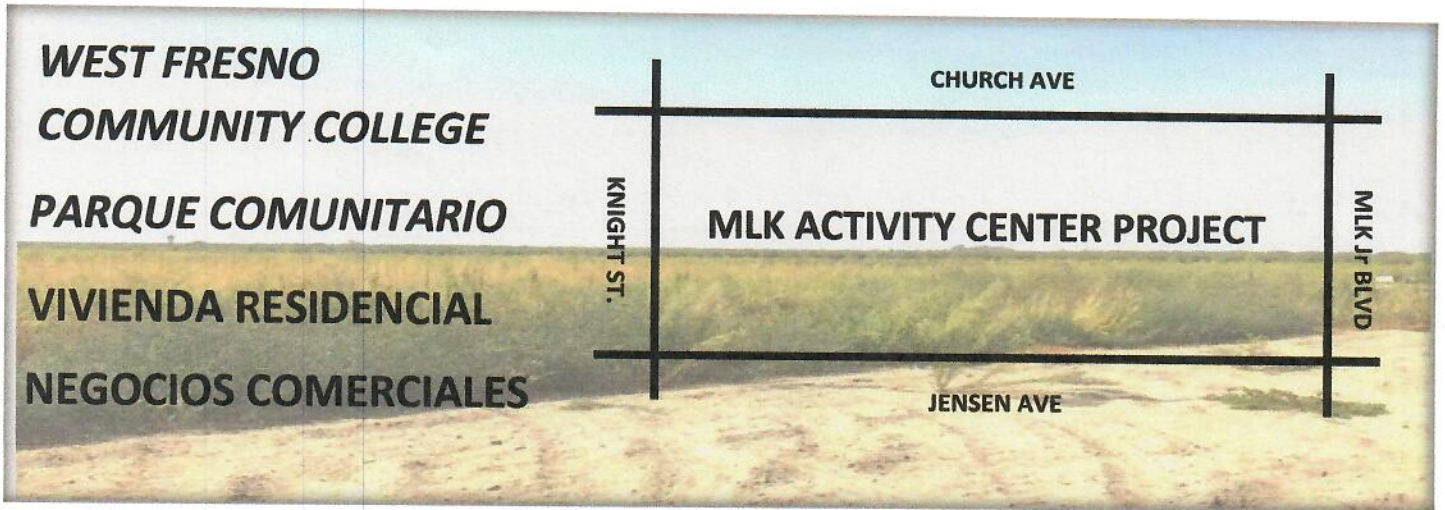 WEST FRESNO
COMMUNITY COLLEGE
PARQUE COMUNITARIO
VIVIENDA RESIDENCIAL
NEGOCIOS COMERCIALES
CHURCH AVE
KNIGHT ST.
MLK ACTIVITY CENTER PROJECT
MLK Jr BLVD
JENSEN AVE